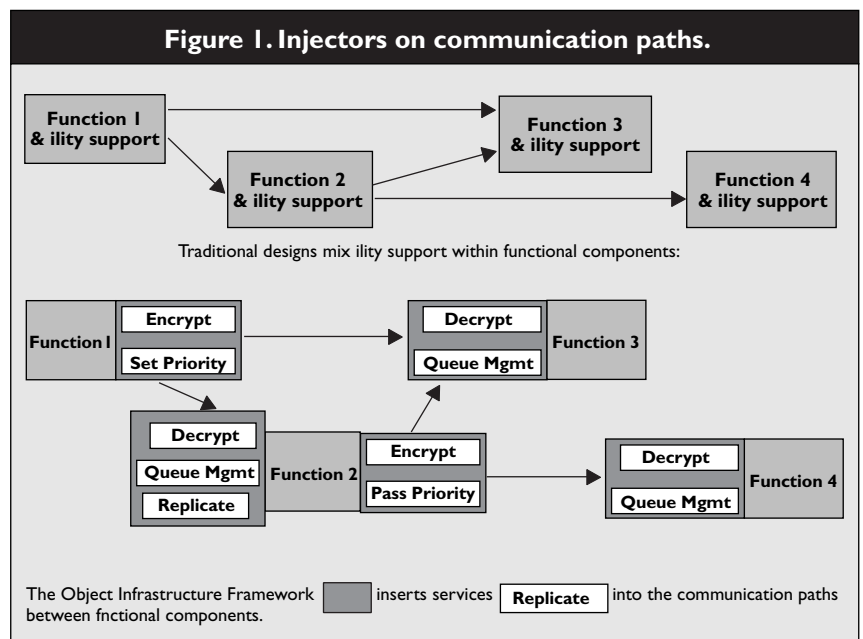 Figure 1. Injectors on communication paths.
Function 1
& ility support
Function 3
& ility support
Function 2
& ility support
Function 4
& ility support
Traditional designs mix ility support within functional components:
Function 1
Encrypt
Set Priority
Decrypt
Queue Mgmt
Function 3
Decrypt
Queue Mgmt
Replicate
Function 2
Encrypt
Pass Priority
Decrypt
Queue Mgmt
Function 4
The Object Infrastructure Framework inserts services Replicate into the communication paths
between fnctional components.